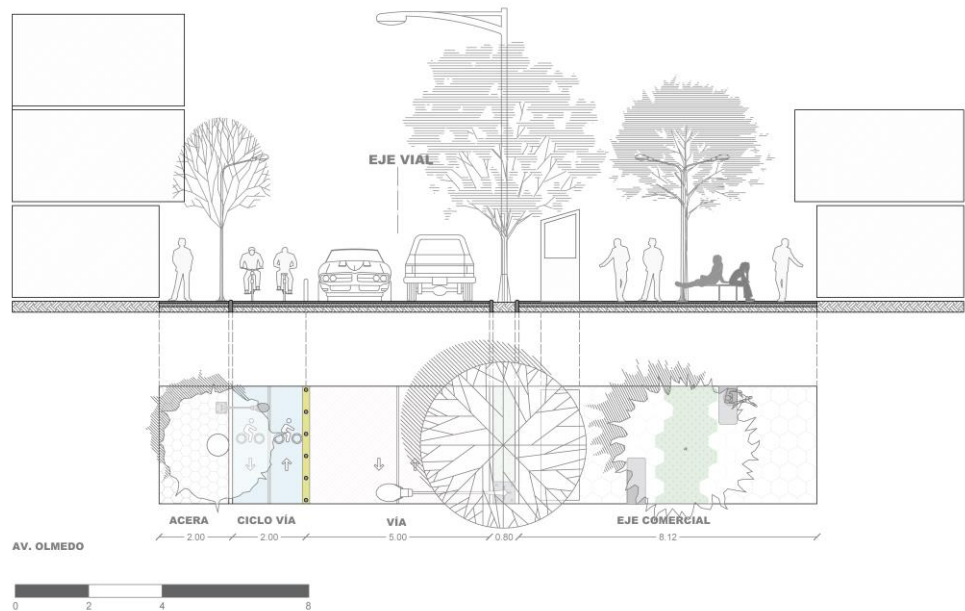 EJE VIAL
ACERA CICLO VÍA VÍA EJE COMERCIAL
2.00 2.00 5.00 0.80 8.12
AV. OLMEDO
0 2 4 8